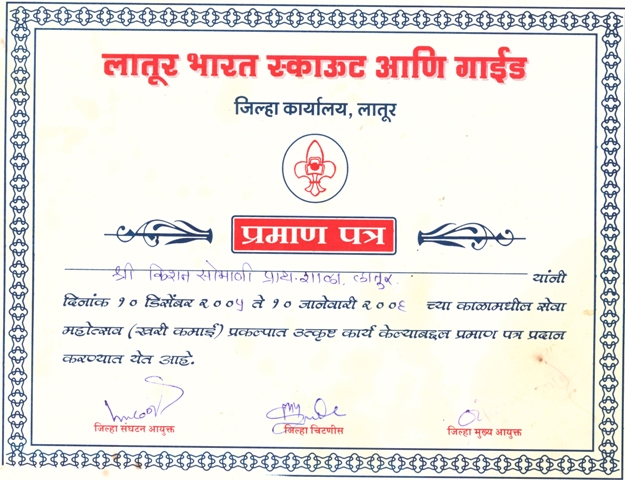 लातूर भारत स्काऊट आणि गाईड
जिल्हा कार्यालय, लातूर
प्रमाण पत्र
श्री किशन सोमाणी प्राथ. शाळा, लातुर. यांनी
दिनांक १० डिसेंबर २००५ ते १० जानेवारी २००६ च्या काळामधील सेवा
महोत्सव (खरी कमाई) प्रकल्पात उत्कृष्ट कार्य केल्याबद्दल प्रमाण पत्र प्रदान
करण्यात येत आहे.
जिल्हा संघटन आयुक्त जिल्हा चिटणीस जिल्हा मुख्य आयुक्त